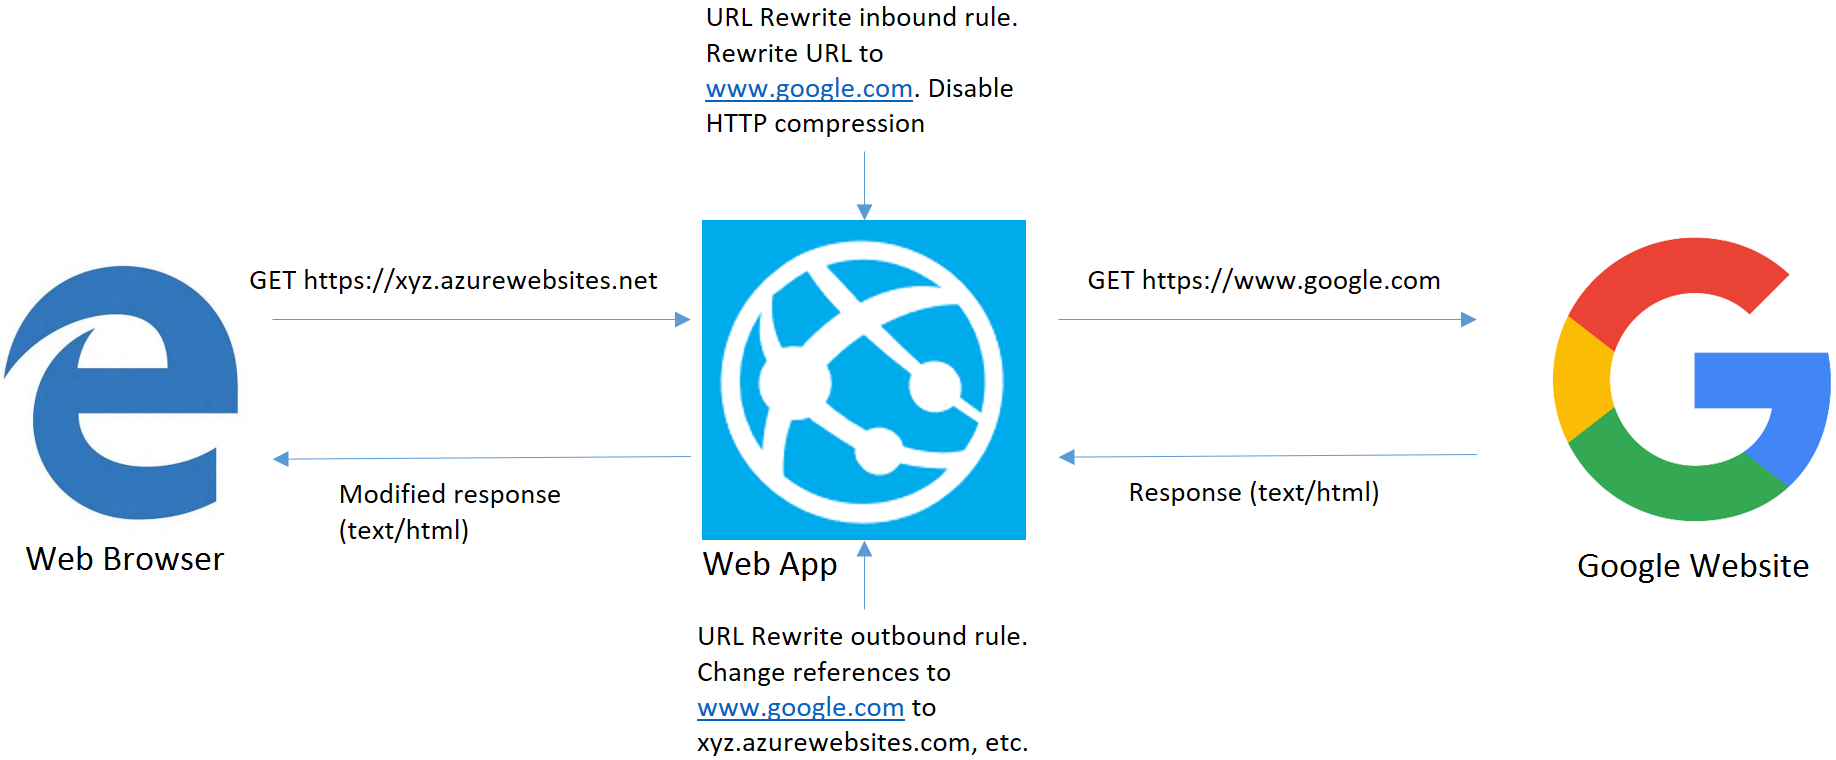 URL Rewrite inbound rule.
Rewrite URL to
www.google.com. Disable
HTTP compression
GET https://xyz.azurewebsites.net
GET https://www.google.com
Modified response
(text/html)
Response (text/html)
Web Browser
Web App
Google Website
URL Rewrite outbound rule.
Change references to
www.google.com to
xyz.azurewebsites.com, etc.